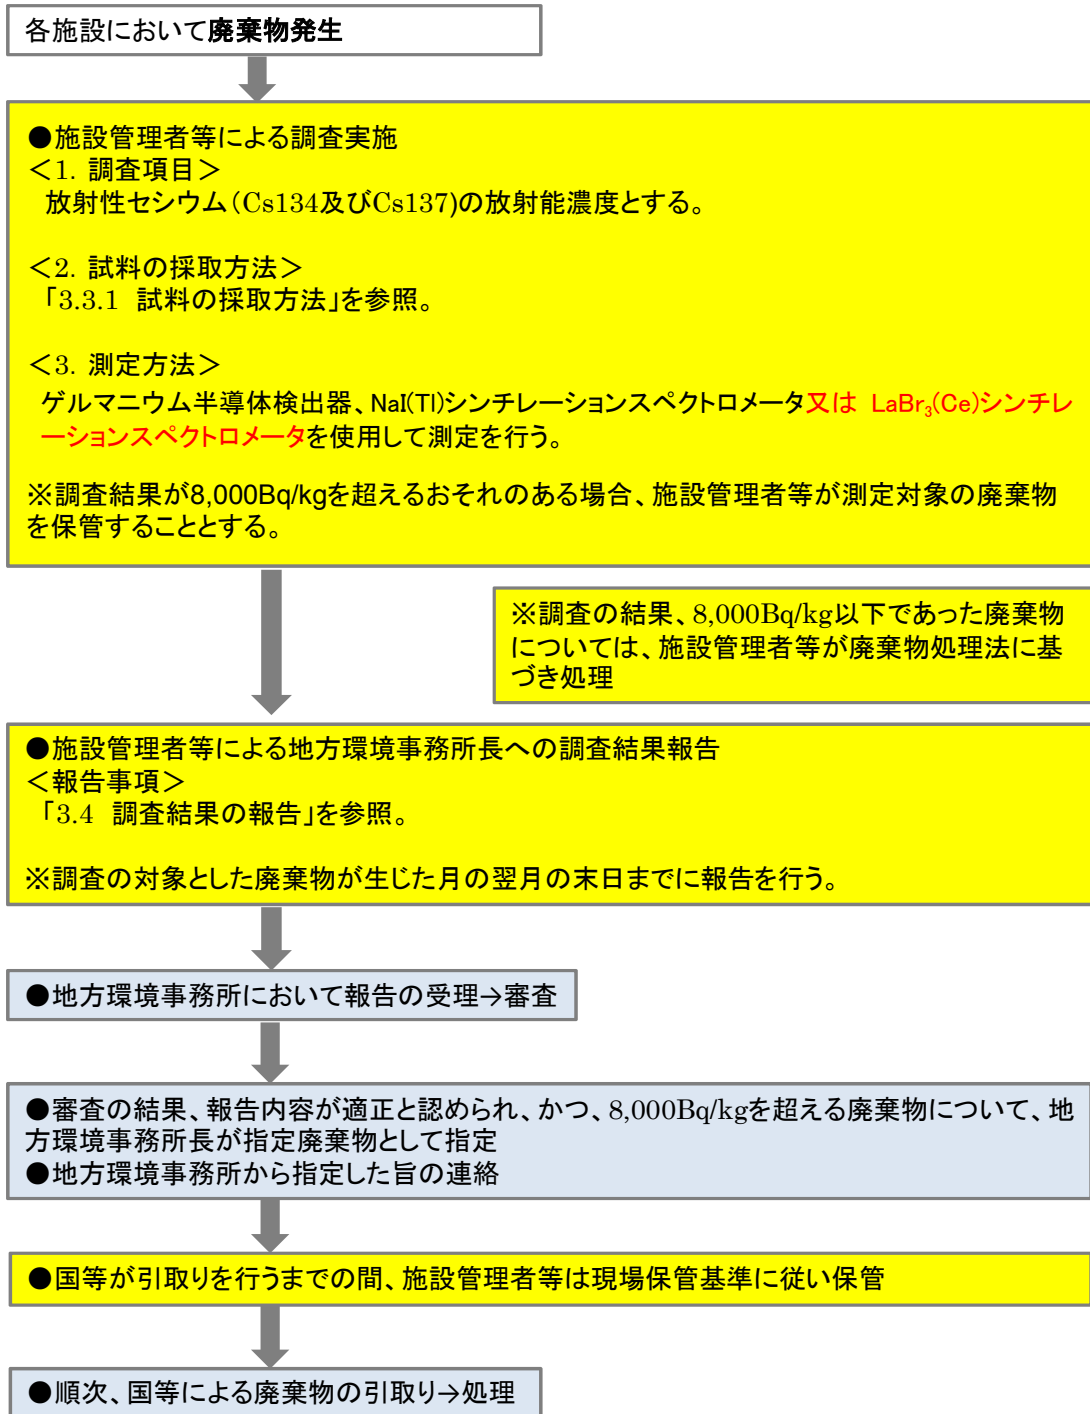 各施設において廃棄物発生
●施設管理者等による調査実施
＜1. 調査項目＞
放射性セシウム（Cs134及びCs137)の放射能濃度とする。
＜2. 試料の採取方法＞
「3.3.1 試料の採取方法」を参照。
＜3. 測定方法＞
ゲルマニウム半導体検出器、NaI(Tl)シンチレーションスペクトロメータ又は LaBr₃(Ce)シンチレ
ーションスペクトロメータを使用して測定を行う。
※調査結果が8,000Bq/kgを超えるおそれのある場合、施設管理者等が測定対象の廃棄物
を保管することとする。
※調査の結果、8,000Bq/kg以下であった廃棄物
については、施設管理者等が廃棄物処理法に基
づき処理
●施設管理者等による地方環境事務所長への調査結果報告
＜報告事項＞
「3.4 調査結果の報告」を参照。
※調査の対象とした廃棄物が生じた月の翌月の末日までに報告を行う。
●地方環境事務所において報告の受理→審査
●審査の結果、報告内容が適正と認められ、かつ、8,000Bq/kgを超える廃棄物について、地
方環境事務所長が指定廃棄物として指定
●地方環境事務所から指定した旨の連絡
●国等が引取りを行うまでの間、施設管理者等は現場保管基準に従い保管
●順次、国等による廃棄物の引取り→処理